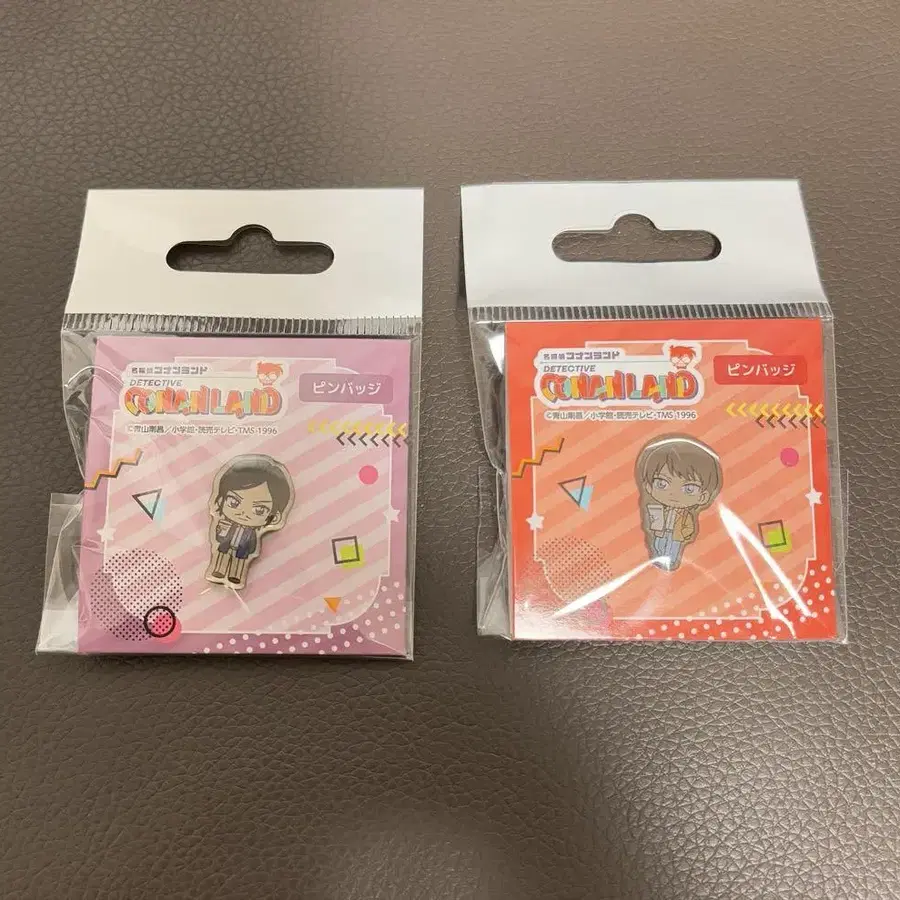 名探偵コナンランド
DETECTIVE
CONAN LAND
ピンバッジ
©青山剛昌／小学館・読売テレビ・TMS 1996
名探偵コナンランド
DETECTIVE
CONAN LAND
ピンバッジ
©青山剛昌／小学館・読売テレビ・TMS 1996